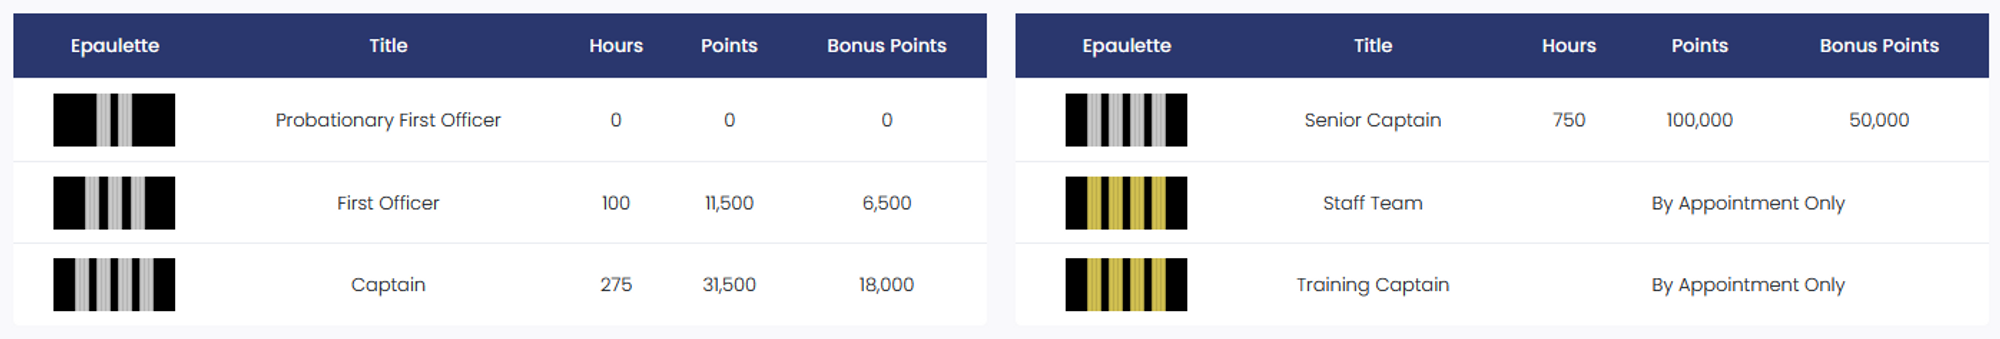 Epaulette Title Hours Points Bonus Points
Probationary First Officer 0 0 0
First Officer 100 11,500 6,500
Captain 275 31,500 18,000
Epaulette Title Hours Points Bonus Points
Senior Captain 750 100,000 50,000
Staff Team By Appointment Only
Training Captain By Appointment Only